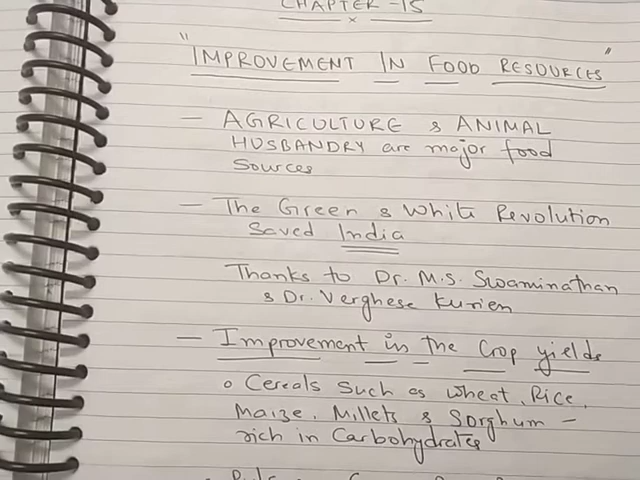 CHAPTER -15
x
"IMPROVEMENT IN FOOD RESOURCES"
- AGRICULTURE & ANIMAL
HUSBANDRY are major food
sources
- The Green & White Revolution
Saved India
Thanks to Dr. M.S. Swaminathan
& Dr. Verghese Kurien
- Improvement in the Crop yields
o Cereals such as wheat, Rice,
Maize, Millets & Sorghum -
rich in Carbohydrates